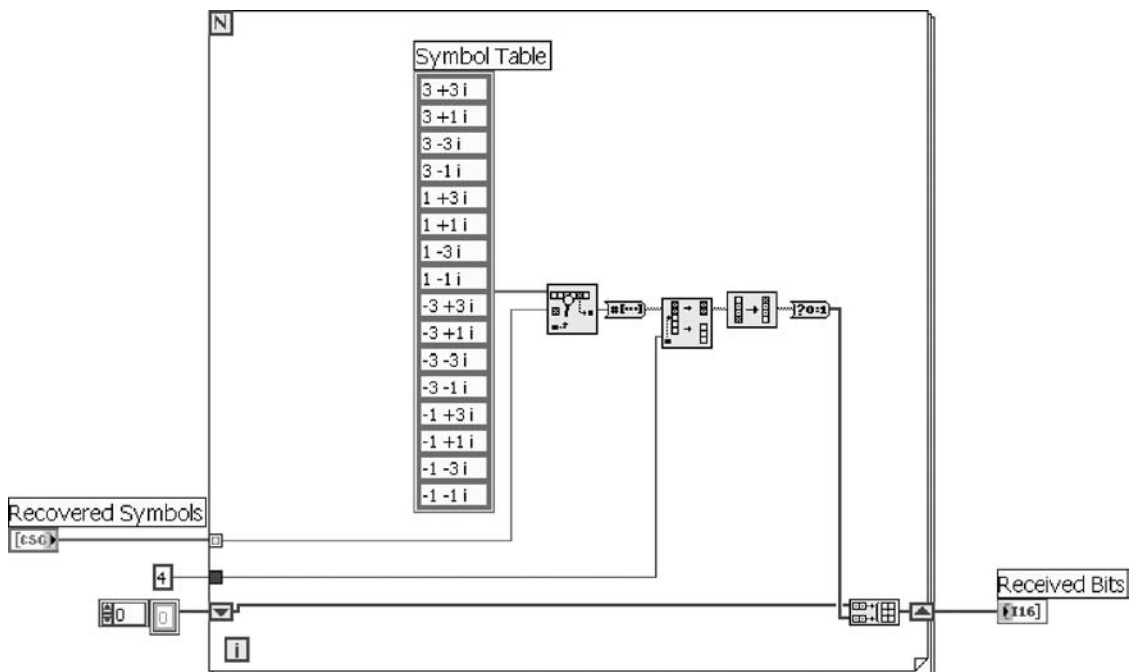 N
Symbol Table
3 +3 i
3 +1 i
3 -3 i
3 -1 i
1 +3 i
1 +1 i
1 -3 i
1 -1 i
-3 +3 i
-3 +1 i
-3 -3 i
-3 -1 i
-1 +3 i
-1 +1 i
-1 -3 i
-1 -1 i
#[···]
?0:1
Recovered Symbols
[CSG]
4
0
0
i
Received Bits
I16]